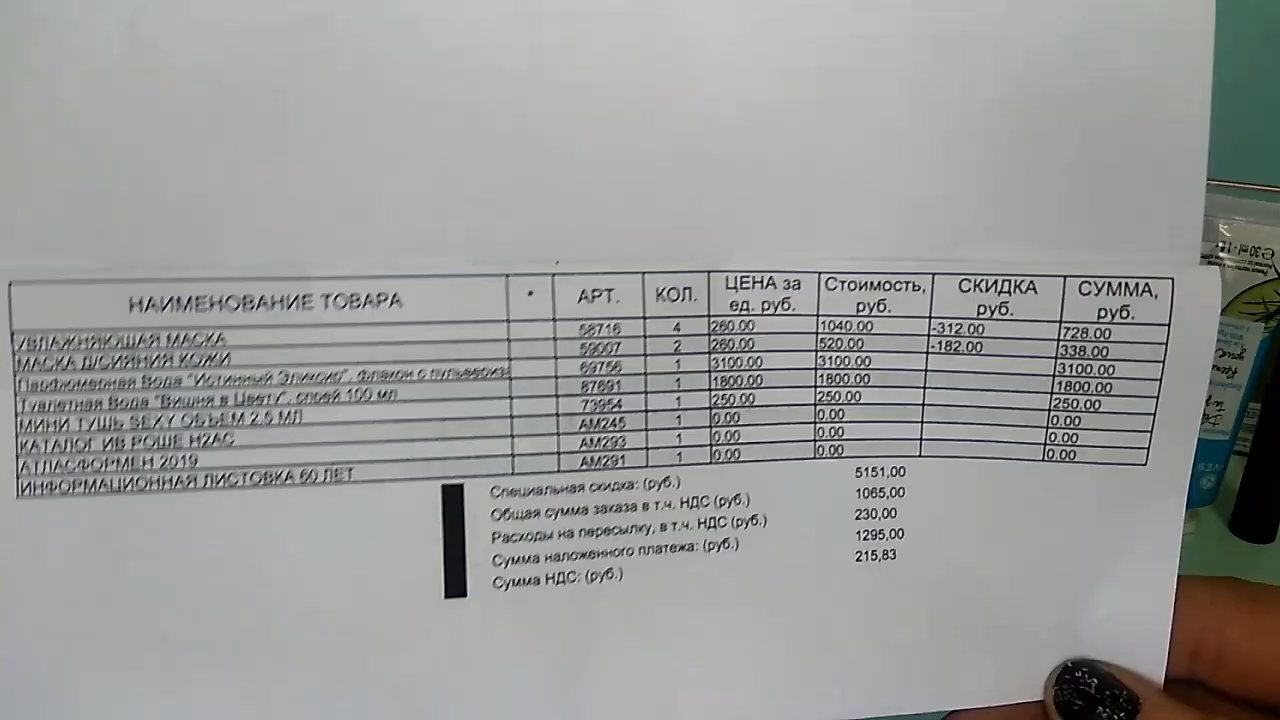 НАИМЕНОВАНИЕ ТОВАРА * АРТ. КОЛ. ЦЕНА за ед. руб. Стоимость, руб. СКИДКА руб. СУММА, руб.
УВЛАЖНЯЮЩАЯ МАСКА 58716 4 260.00 1040.00 -312.00 728.00
МАСКА Д/СИЯНИЯ КОЖИ 59007 2 260.00 520.00 -182.00 338.00
Парфюмерная Вода "Истинный Эликсир", флакон с пульвериз 69756 1 3100.00 3100.00 3100.00
Туалетная Вода "Вишня в Цвету", спрей 100 мл 87691 1 1800.00 1800.00 1800.00
МИНИ ТУШЬ SEXY ОБЪЕМ 2.5 МЛ 73954 1 250.00 250.00 250.00
КАТАЛОГ ИВ РОШЕ H2AG AM245 1 0.00 0.00 0.00
АТЛАСФОРМЕН 2019 AM293 1 0.00 0.00 0.00
ИНФОРМАЦИОННАЯ ЛИСТОВКА 60 ЛЕТ AM291 1 0.00 0.00 0.00
Специальная скидка: (руб.) 5151,00
Общая сумма заказа в т.ч. НДС (руб.) 1065,00
Расходы на пересылку, в т.ч. НДС (руб.) 230,00
Сумма наложенного платежа: (руб.) 1295,00
Сумма НДС: (руб.) 215,83